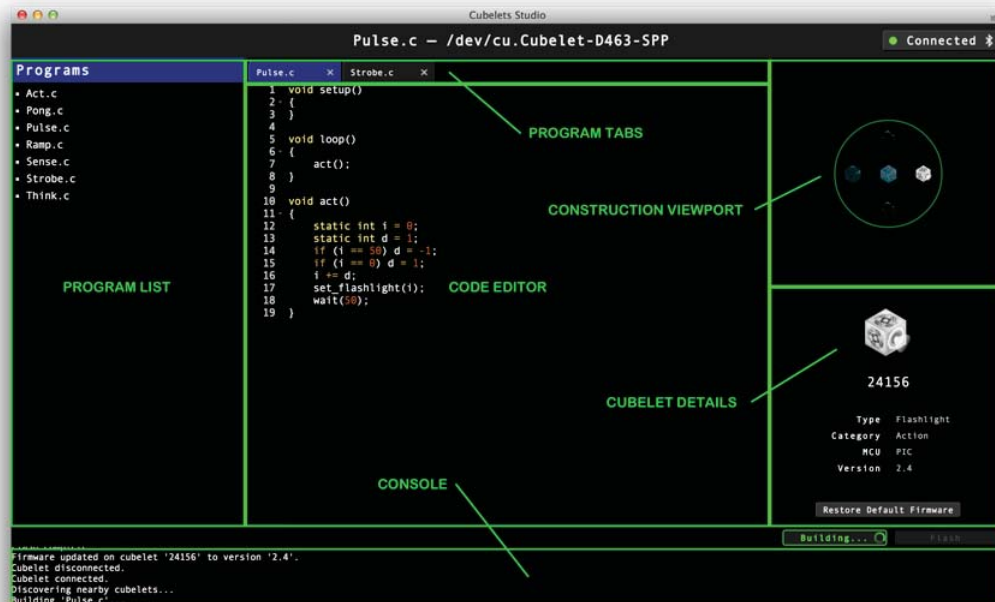 Cubelets Studio
Pulse.c — /dev/cu.Cubelet-D463-SPP
Connected
Programs
Act.c
Pong.c
Pulse.c
Ramp.c
Sense.c
Strobe.c
Think.c
PROGRAM LIST
Pulse.c × Strobe.c ×
PROGRAM TABS
1 void setup()
2 - {
3 }
4
5 void loop()
6 - {
7 act();
8 }
9
10 void act()
11 - {
12 static int i = 0;
13 static int d = 1;
14 if (i == 50) d = -1;
15 if (i == 0) d = 1;
16 i += d;
17 set_flashlight(i);
18 wait(50);
19 }
CODE EDITOR
CONSTRUCTION VIEWPORT
CUBELET DETAILS
24156
Type Flashlight
Category Action
MCU PIC
Version 2.4
Restore Default Firmware
CONSOLE
Building... Flash
Firmware updated on cubelet '24156' to version '2.4'.
Cubelet disconnected.
Cubelet connected.
Discovering nearby cubelets...
Building 'Pulse.c'